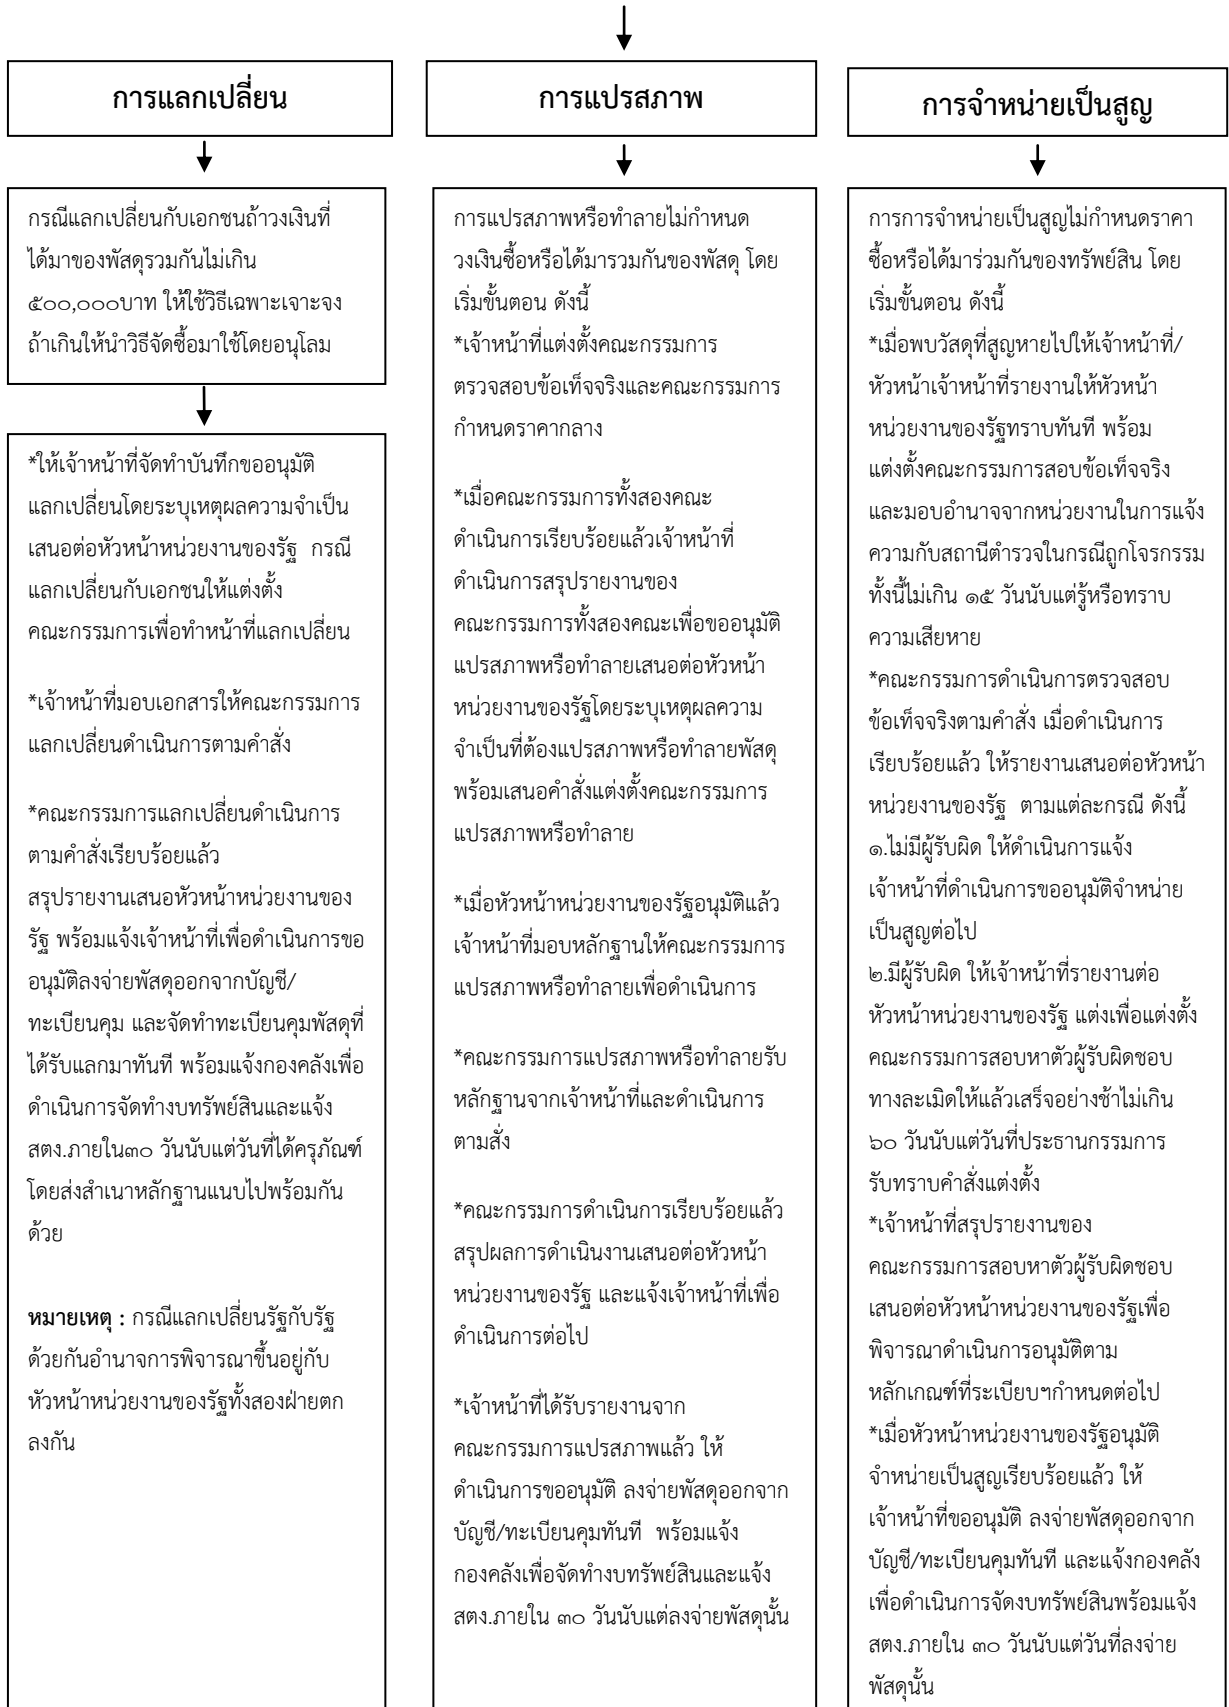 การแลกเปลี่ยน
กรณีแลกเปลี่ยนกับเอกชนถ้าวงเงินที่
ได้มาของพัสดุรวมกันไม่เกิน
๕๐๐,๐๐๐บาท ให้ใช้วิธีเฉพาะเจาะจง
ถ้าเกินให้นำวิธีจัดซื้อมาใช้โดยอนุโลม
*ให้เจ้าหน้าที่จัดทำบันทึกขออนุมัติ
แลกเปลี่ยนโดยระบุเหตุผลความจำเป็น
เสนอต่อหัวหน้าหน่วยงานของรัฐ กรณี
แลกเปลี่ยนกับเอกชนให้แต่งตั้ง
คณะกรรมการเพื่อทำหน้าที่แลกเปลี่ยน
*เจ้าหน้าที่มอบเอกสารให้คณะกรรมการ
แลกเปลี่ยนดำเนินการตามคำสั่ง
*คณะกรรมการแลกเปลี่ยนดำเนินการ
ตามคำสั่งเรียบร้อยแล้ว
สรุปรายงานเสนอหัวหน้าหน่วยงานของ
รัฐ พร้อมแจ้งเจ้าหน้าที่เพื่อดำเนินการขอ
อนุมัติลงจ่ายพัสดุออกจากบัญชี/
ทะเบียนคุม และจัดทำทะเบียนคุมพัสดุที่
ได้รับแลกมาทันที พร้อมแจ้งกองคลังเพื่อ
ดำเนินการจัดทำงบทรัพย์สินและแจ้ง
สตง.ภายใน๓๐ วันนับแต่วันที่ได้ครุภัณฑ์
โดยส่งสำเนาหลักฐานแนบไปพร้อมกัน
ด้วย
หมายเหตุ : กรณีแลกเปลี่ยนรัฐกับรัฐ
ด้วยกันอำนาจการพิจารณาขึ้นอยู่กับ
หัวหน้าหน่วยงานของรัฐทั้งสองฝ่ายตก
ลงกัน
การแปรสภาพ
การแปรสภาพหรือทำลายไม่กำหนด
วงเงินซื้อหรือได้มารวมกันของพัสดุ โดย
เริ่มขั้นตอน ดังนี้
*เจ้าหน้าที่แต่งตั้งคณะกรรมการ
ตรวจสอบข้อเท็จจริงและคณะกรรมการ
กำหนดราคากลาง
*เมื่อคณะกรรมการทั้งสองคณะ
ดำเนินการเรียบร้อยแล้วเจ้าหน้าที่
ดำเนินการสรุปรายงานของ
คณะกรรมการทั้งสองคณะเพื่อขออนุมัติ
แปรสภาพหรือทำลายเสนอต่อหัวหน้า
หน่วยงานของรัฐโดยระบุเหตุผลความ
จำเป็นที่ต้องแปรสภาพหรือทำลายพัสดุ
พร้อมเสนอคำสั่งแต่งตั้งคณะกรรมการ
แปรสภาพหรือทำลาย
*เมื่อหัวหน้าหน่วยงานของรัฐอนุมัติแล้ว
เจ้าหน้าที่มอบหลักฐานให้คณะกรรมการ
แปรสภาพหรือทำลายเพื่อดำเนินการ
*คณะกรรมการแปรสภาพหรือทำลายรับ
หลักฐานจากเจ้าหน้าที่และดำเนินการ
ตามสั่ง
*คณะกรรมการดำเนินการเรียบร้อยแล้ว
สรุปผลการดำเนินงานเสนอต่อหัวหน้า
หน่วยงานของรัฐ และแจ้งเจ้าหน้าที่เพื่อ
ดำเนินการต่อไป
*เจ้าหน้าที่ได้รับรายงานจาก
คณะกรรมการแปรสภาพแล้ว ให้
ดำเนินการขออนุมัติ ลงจ่ายพัสดุออกจาก
บัญชี/ทะเบียนคุมทันที พร้อมแจ้ง
กองคลังเพื่อจัดทำงบทรัพย์สินและแจ้ง
สตง.ภายใน ๓๐ วันนับแต่ลงจ่ายพัสดุนั้น
การจำหน่ายเป็นสูญ
การการจำหน่ายเป็นสูญไม่กำหนดราคา
ซื้อหรือได้มาร่วมกันของทรัพย์สิน โดย
เริ่มขั้นตอน ดังนี้
*เมื่อพบวัสดุที่สูญหายไปให้เจ้าหน้าที่/
หัวหน้าเจ้าหน้าที่รายงานให้หัวหน้า
หน่วยงานของรัฐทราบทันที พร้อม
แต่งตั้งคณะกรรมการสอบข้อเท็จจริง
และมอบอำนาจจากหน่วยงานในการแจ้ง
ความกับสถานีตำรวจในกรณีถูกโจรกรรม
ทั้งนี้ไม่เกิน ๑๕ วันนับแต่รู้หรือทราบ
ความเสียหาย
*คณะกรรมการดำเนินการตรวจสอบ
ข้อเท็จจริงตามคำสั่ง เมื่อดำเนินการ
เรียบร้อยแล้ว ให้รายงานเสนอต่อหัวหน้า
หน่วยงานของรัฐ ตามแต่ละกรณี ดังนี้
๑.ไม่มีผู้รับผิด ให้ดำเนินการแจ้ง
เจ้าหน้าที่ดำเนินการขออนุมัติจำหน่าย
เป็นสูญต่อไป
๒.มีผู้รับผิด ให้เจ้าหน้าที่รายงานต่อ
หัวหน้าหน่วยงานของรัฐ แต่งเพื่อแต่งตั้ง
คณะกรรมการสอบหาตัวผู้รับผิดชอบ
ทางละเมิดให้แล้วเสร็จอย่างช้าไม่เกิน
๖๐ วันนับแต่วันที่ประธานกรรมการ
รับทราบคำสั่งแต่งตั้ง
*เจ้าหน้าที่สรุปรายงานของ
คณะกรรมการสอบหาตัวผู้รับผิดชอบ
เสนอต่อหัวหน้าหน่วยงานของรัฐเพื่อ
พิจารณาดำเนินการอนุมัติตาม
หลักเกณฑ์ที่ระเบียบฯกำหนดต่อไป
*เมื่อหัวหน้าหน่วยงานของรัฐอนุมัติ
จำหน่ายเป็นสูญเรียบร้อยแล้ว ให้
เจ้าหน้าที่ขออนุมัติ ลงจ่ายพัสดุออกจาก
บัญชี/ทะเบียนคุมทันที และแจ้งกองคลัง
เพื่อดำเนินการจัดงบทรัพย์สินพร้อมแจ้ง
สตง.ภายใน ๓๐ วันนับแต่วันที่ลงจ่าย
พัสดุนั้น